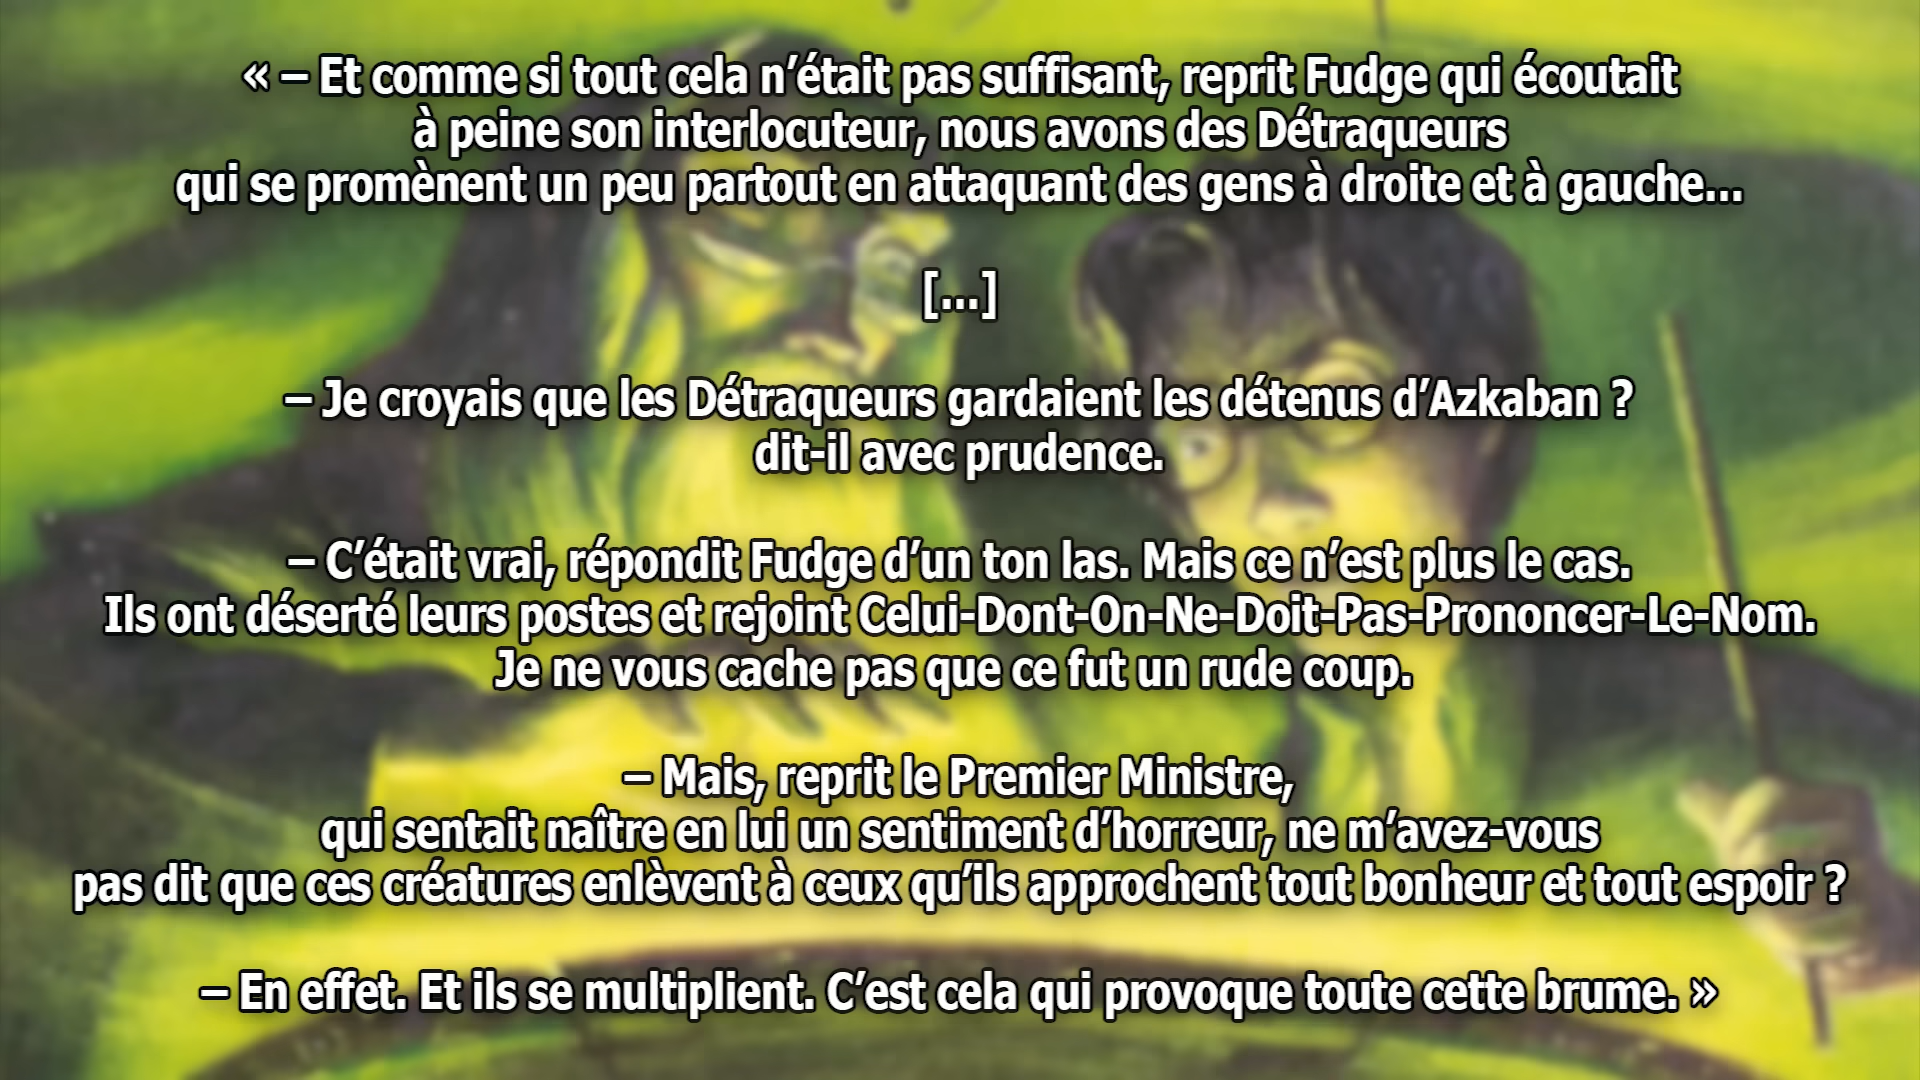 « – Et comme si tout cela n’était pas suffisant, reprit Fudge qui écoutait
à peine son interlocuteur, nous avons des Détraqueurs
qui se promènent un peu partout en attaquant des gens à droite et à gauche...
[...]
– Je croyais que les Détraqueurs gardaient les détenus d’Azkaban ?
dit-il avec prudence.
– C’était vrai, répondit Fudge d’un ton las. Mais ce n’est plus le cas.
Ils ont déserté leurs postes et rejoint Celui-Dont-On-Ne-Doit-Pas-Prononcer-Le-Nom.
Je ne vous cache pas que ce fut un rude coup.
– Mais, reprit le Premier Ministre,
qui sentait naître en lui un sentiment d’horreur, ne m’avez-vous
pas dit que ces créatures enlèvent à ceux qu’ils approchent tout bonheur et tout espoir ?
– En effet. Et ils se multiplient. C’est cela qui provoque toute cette brume. »